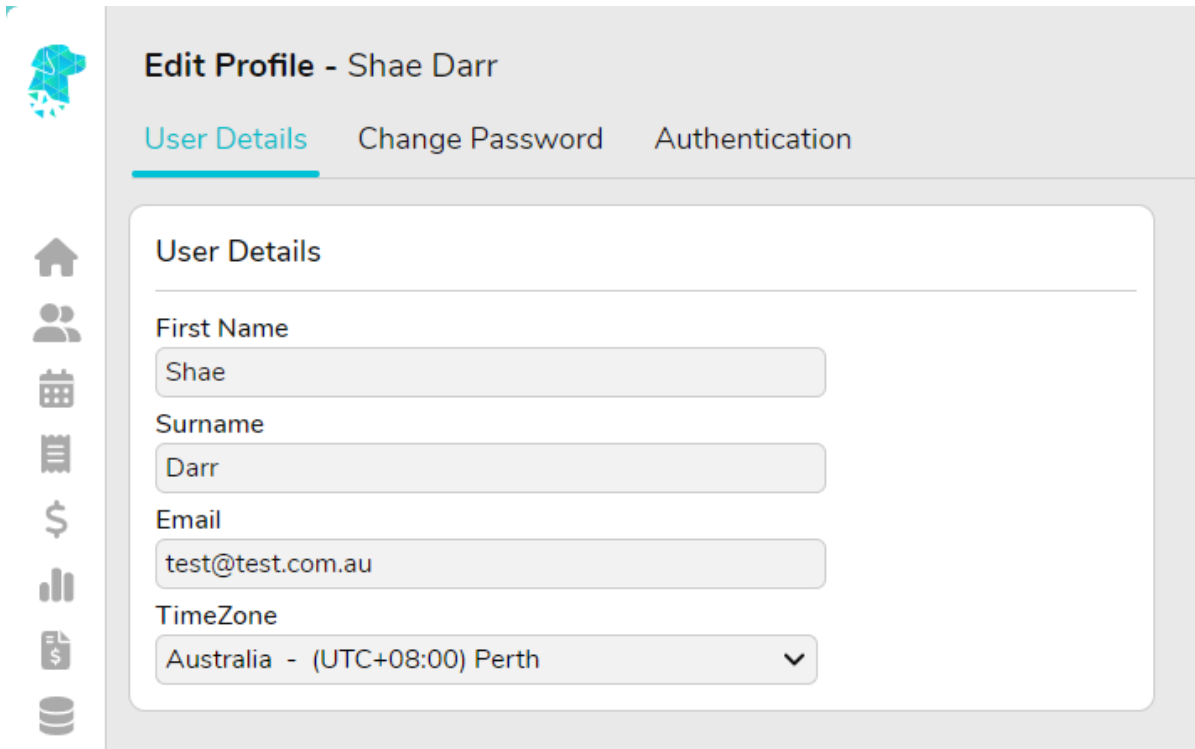 Edit Profile - Shae Darr
User Details Change Password Authentication
User Details
First Name
Shae
Surname
Darr
Email
test@test.com.au
TimeZone
Australia - (UTC+08:00) Perth